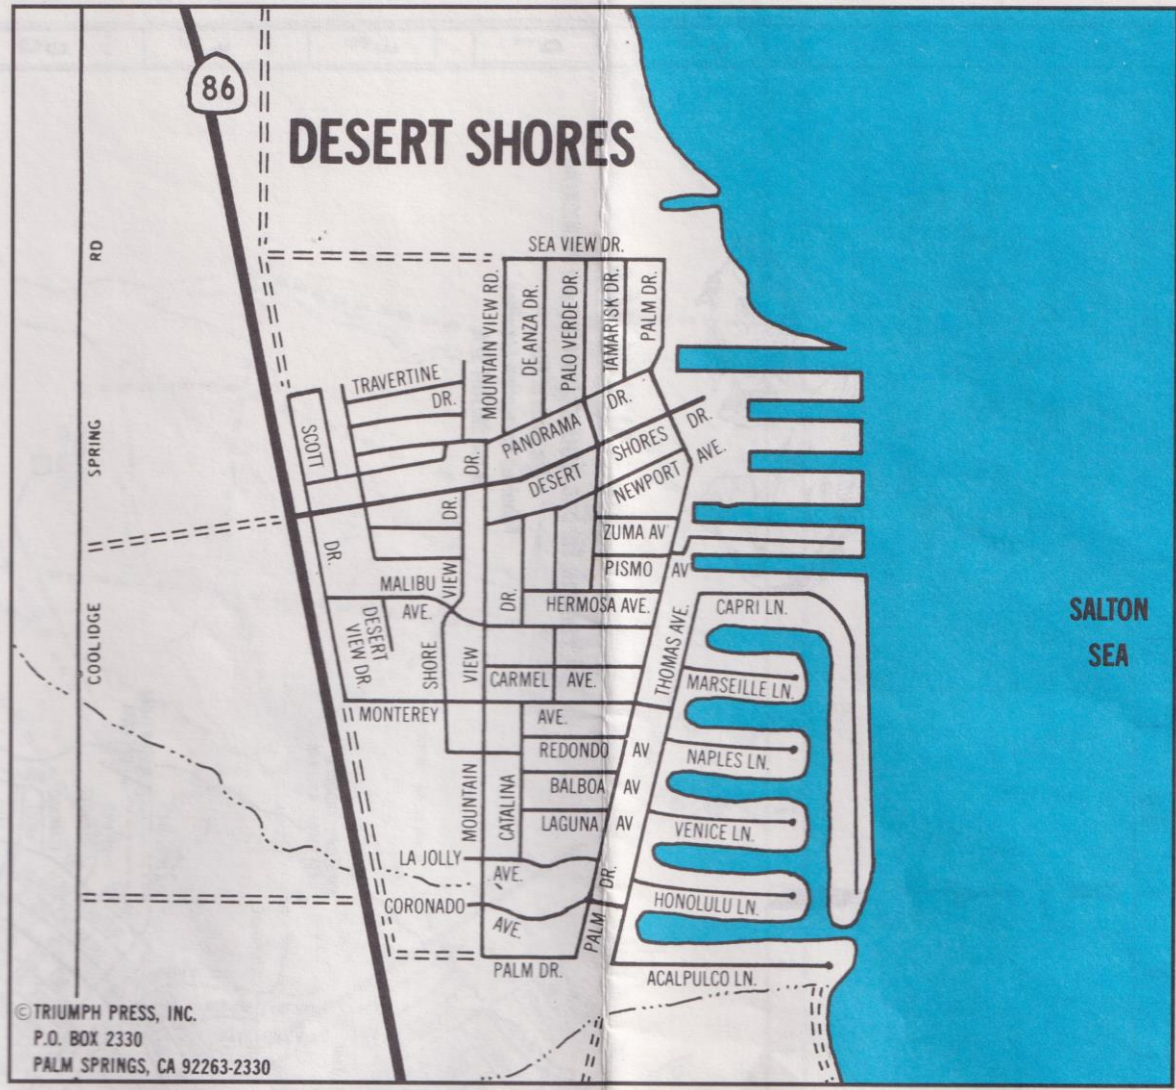 86
DESERT SHORES
SEA VIEW DR.
RD
SPRING
COOLIDGE
MOUNTAIN VIEW RD.
DE ANZA DR.
PALO VERDE DR.
TAMARISK DR.
PALM DR.
TRAVERTINE
DR.
SCOTT
DR.
PANORAMA
DR.
DESERT
SHORES
DR.
NEWPORT
AVE.
DR.
DR.
ZUMA AV
PISMO AV
MALIBU
AVE.
VIEW
SHORE
DESERT
VIEW DR.
DR.
HERMOSA AVE.
CAPRI LN.
THOMAS AVE.
SALTON
SEA
VIEW
MOUNTAIN
CARMEL AVE.
MARSEILLE LN.
MONTEREY
AVE.
REDONDO AV
NAPLES LN.
BALBOA AV
CATALINA
LAGUNA AV
VENICE LN.
LA JOLLY
AVE.
CORONADO
AVE.
PALM DR.
HONOLULU LN.
PALM DR.
ACALPULCO LN.
©TRIUMPH PRESS, INC.
P.O. BOX 2330
PALM SPRINGS, CA 92263-2330